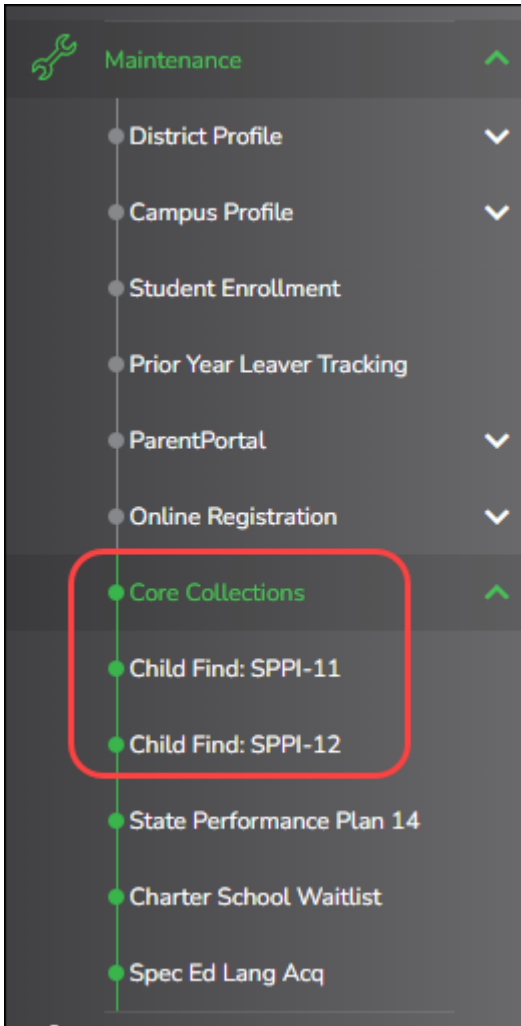 Maintenance
District Profile
Campus Profile
Student Enrollment
Prior Year Leaver Tracking
ParentPortal
Online Registration
Core Collections
Child Find: SPPI-11
Child Find: SPPI-12
State Performance Plan 14
Charter School Waitlist
Spec Ed Lang Acq